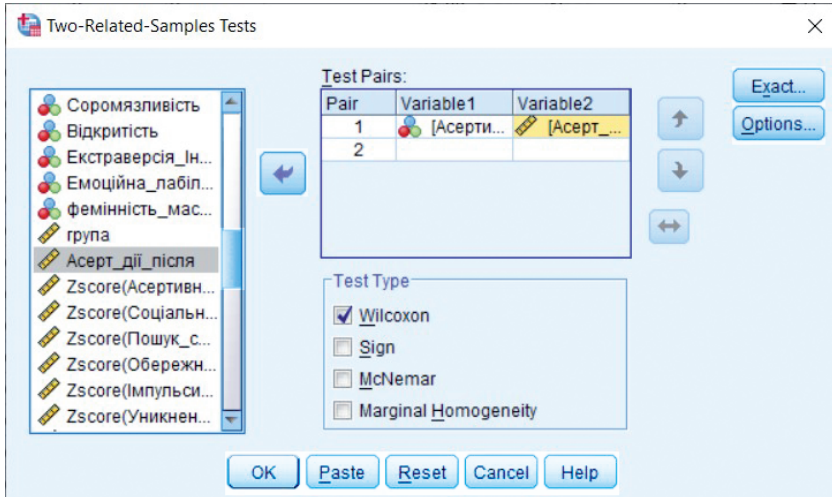 Two-Related-Samples Tests
Соромязливість
Відкритість
Екстраверсія_Ін...
Емоційна_лабіл...
фемінність_мас...
група
Асерт_дії_після
Zscore(Асертивн...
Zscore(Соціальн...
Zscore(Пошук_с...
Zscore(Обережн...
Zscore(Імпульси...
Zscore(Уникнен...
Test Pairs:
Pair Variable1 Variable2
1 [Асерти... [Асерт_...
2
Test Type
Wilcoxon
Sign
McNemar
Marginal Homogeneity
Exact...
Options...
OK Paste Reset Cancel Help